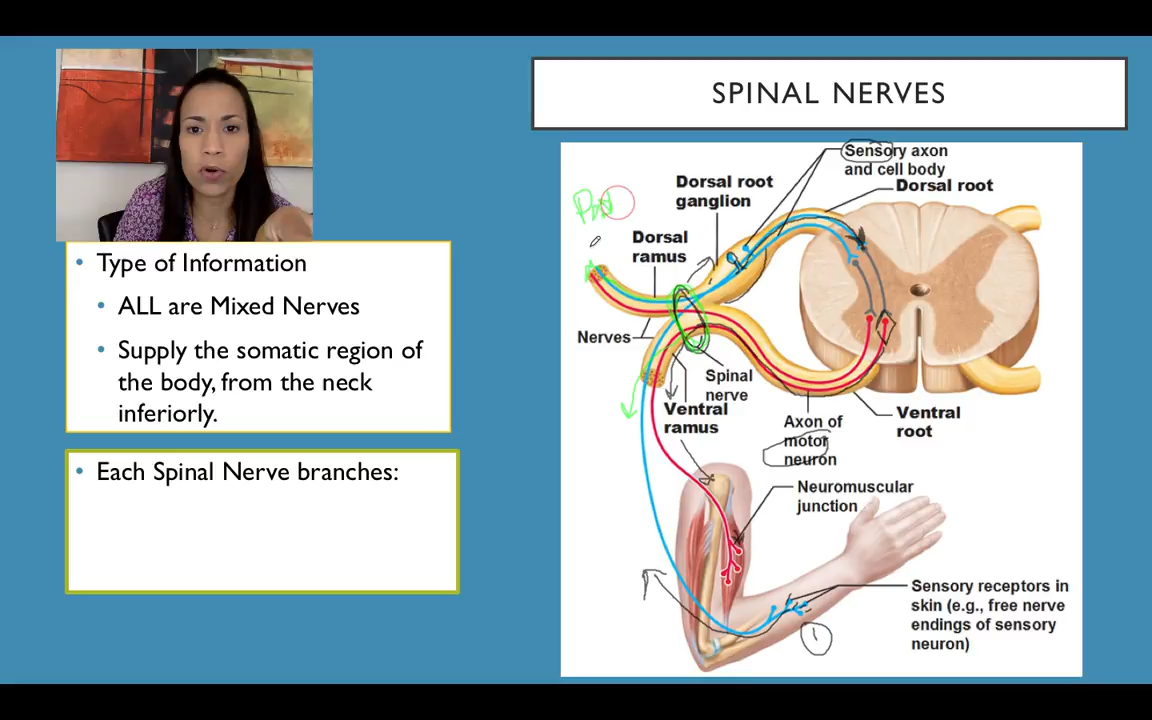 SPINAL NERVES
Type of Information
ALL are Mixed Nerves
Supply the somatic region of
the body, from the neck
inferiorly.
Each Spinal Nerve branches:
Sensory axon
and cell body
Dorsal root
Dorsal root
ganglion
Dorsal
ramus
Nerves
Spinal
nerve
Ventral
ramus
Axon of
motor
neuron
Ventral
root
Neuromuscular
junction
Sensory receptors in
skin (e.g., free nerve
endings of sensory
neuron)
1